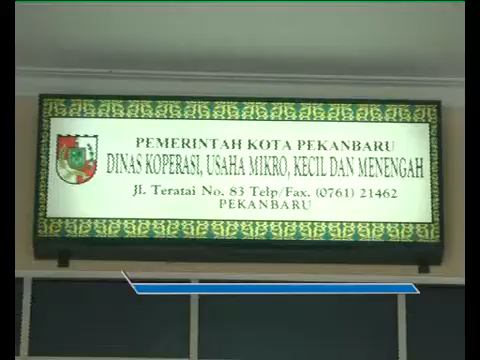 PEMERINTAH KOTA PEKANBARU
DINAS KOPERASI, USAHA MIKRO, KECIL DAN MENENGAH
Jl. Teratai No. 83 Telp/Fax. (0761) 21462
PEKANBARU